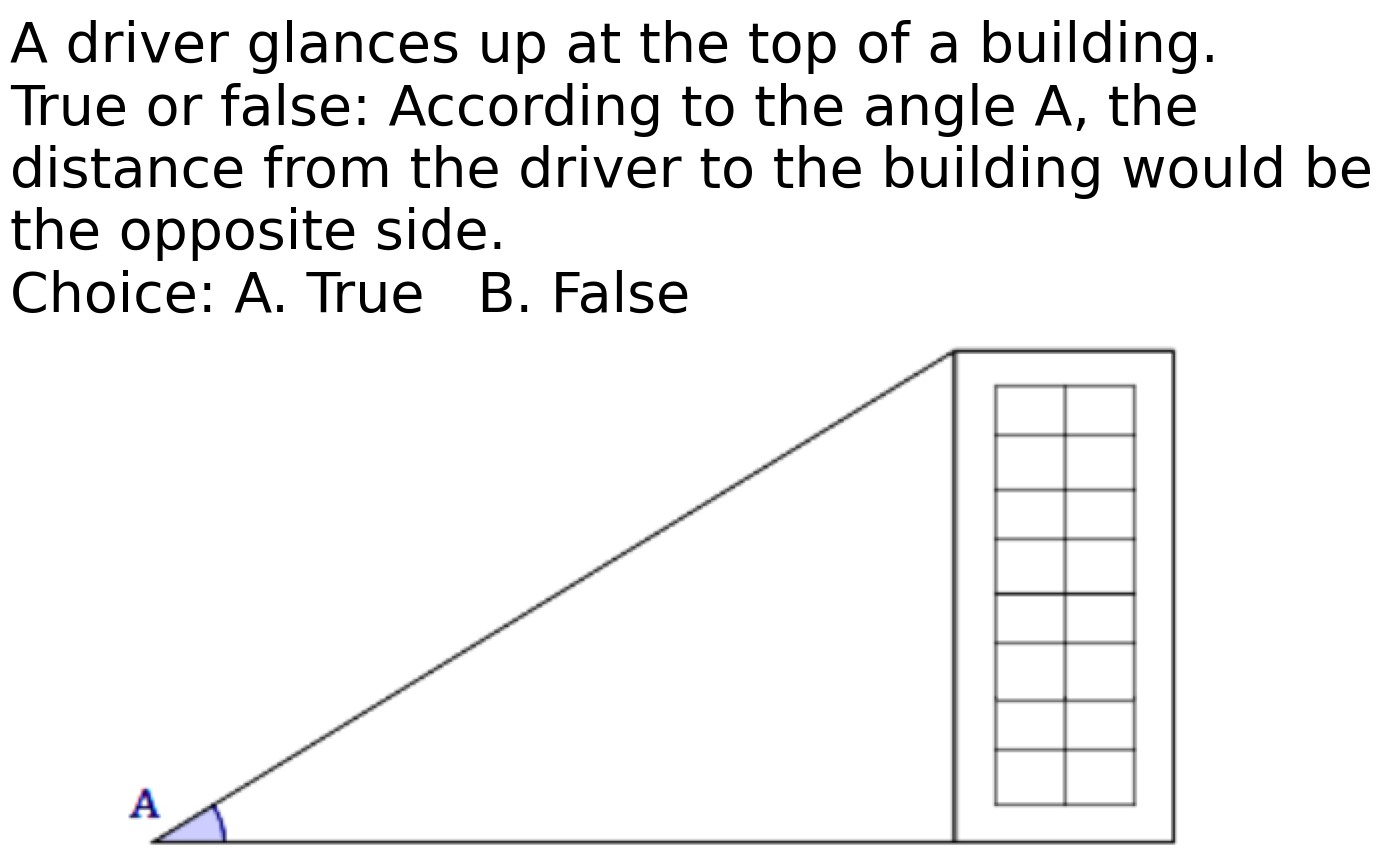 A driver glances up at the top of a building.
True or false: According to the angle A, the
distance from the driver to the building would be
the opposite side.
Choice: A. True   B. False
A